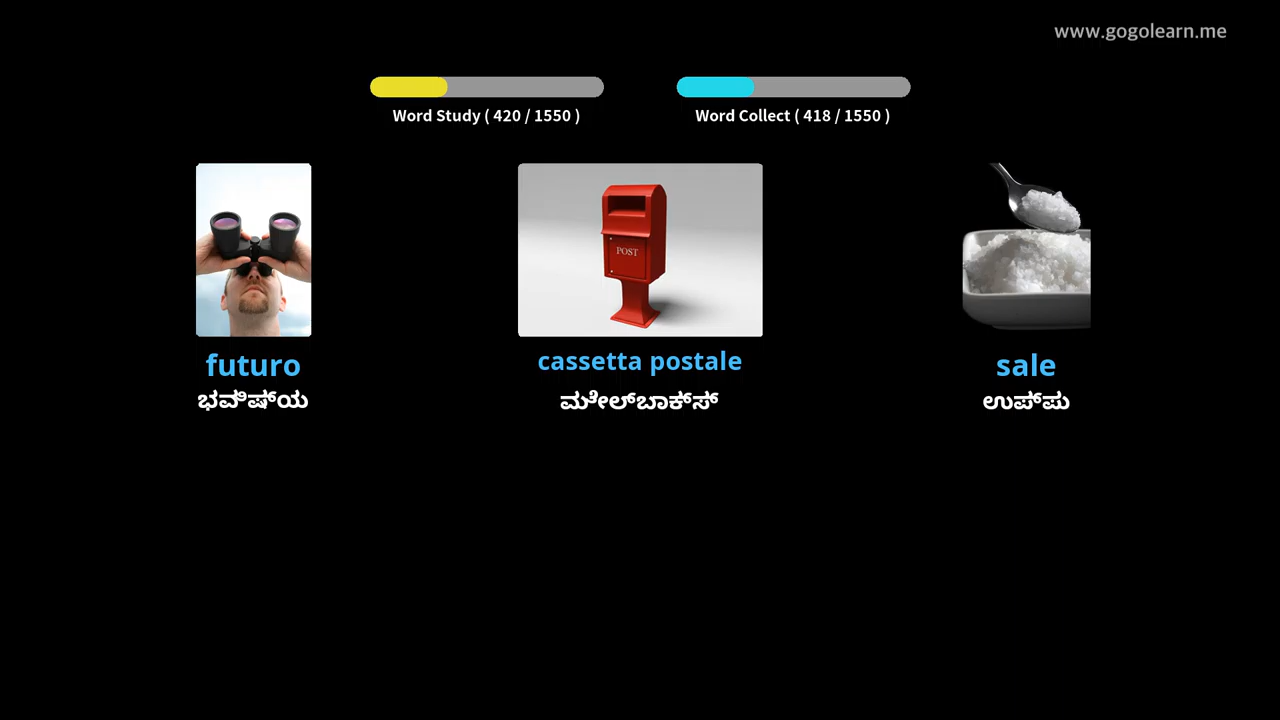 www.gogolearn.me
Word Study ( 420 / 1550 )
Word Collect ( 418 / 1550 )
POST
futuro
cassetta postale
sale
ಭವಿಷ್ಯ
ಮೇಲ್‌ಬಾಕ್ಸ್
ಉಪ್ಪು